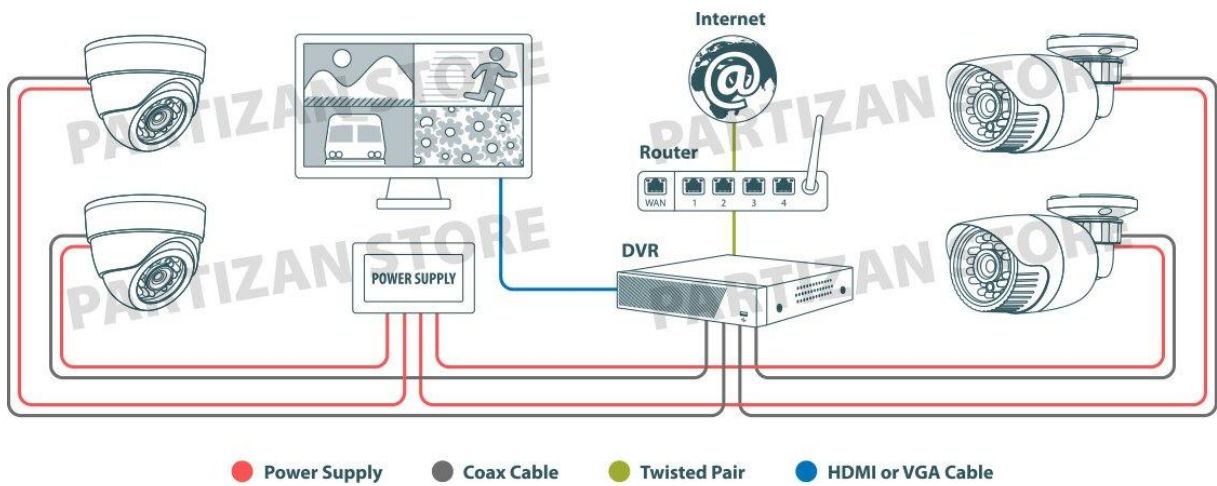 Internet
@
PARTIZAN STORE
PARTIZAN STORE
Router
WAN 1 2 3 4
DVR
POWER SUPPLY
PARTIZAN STORE
PARTIZAN STORE
Power Supply Coax Cable Twisted Pair HDMI or VGA Cable